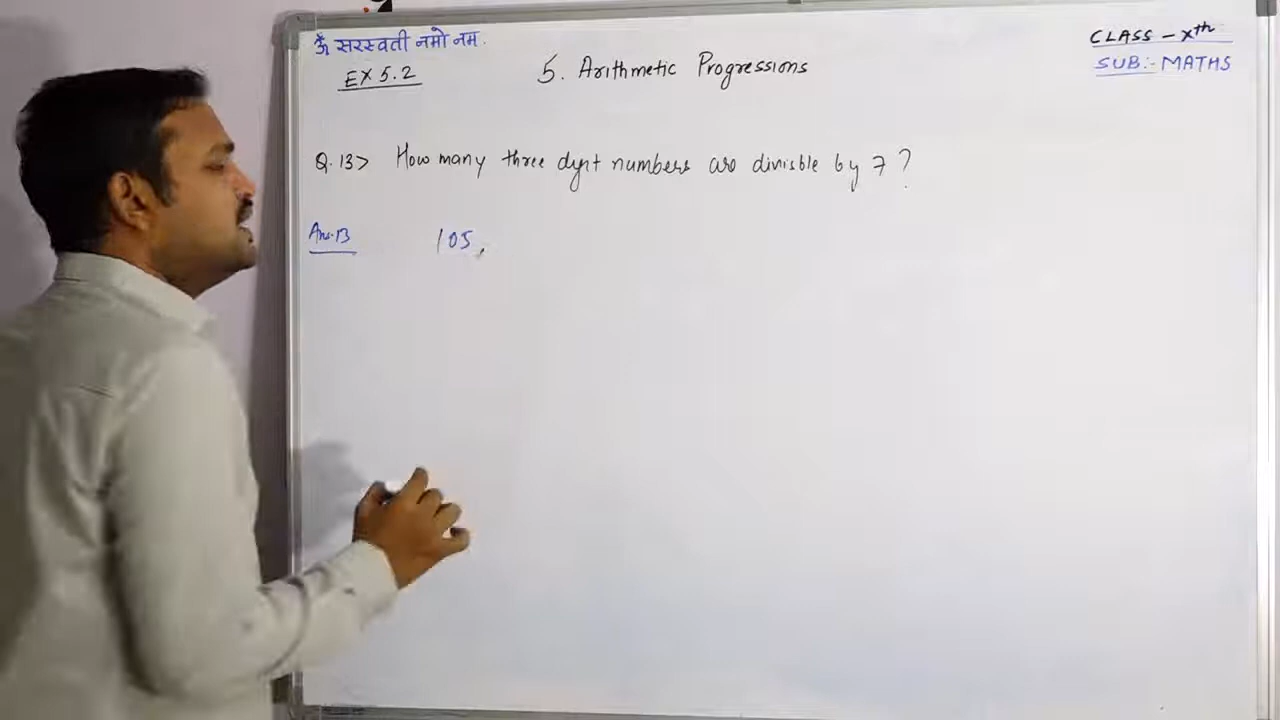 ॐ सरस्वती नमो नमः
CLASS - Xth
EX 5.2
5. Arithmetic Progressions
SUB:- MATHS
Q.13> How many three digit numbers are divisible by 7?
Ans.13
105,